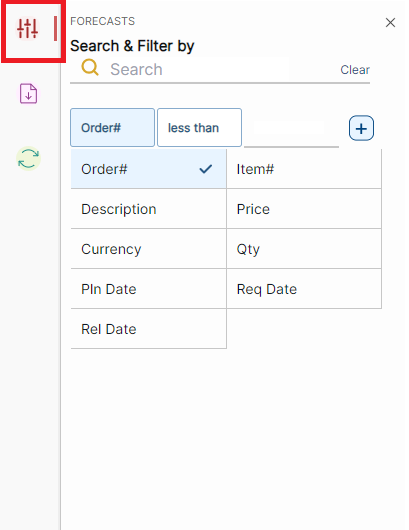 FORECASTS
Search & Filter by
Search Clear
Order# less than
Order# Item#
Description Price
Currency Qty
Pln Date Req Date
Rel Date